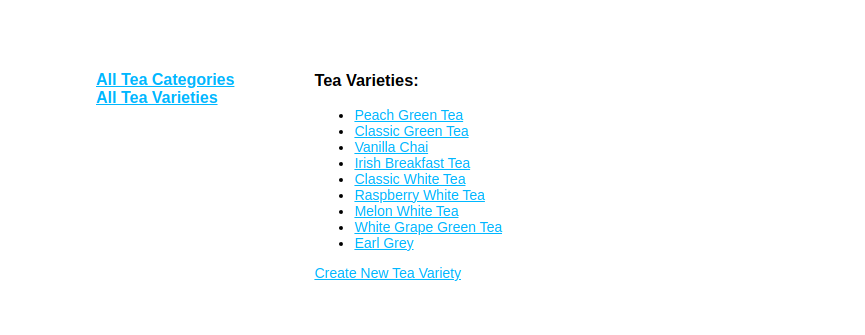 All Tea Categories
All Tea Varieties
Tea Varieties:
Peach Green Tea
Classic Green Tea
Vanilla Chai
Irish Breakfast Tea
Classic White Tea
Raspberry White Tea
Melon White Tea
White Grape Green Tea
Earl Grey
Create New Tea Variety